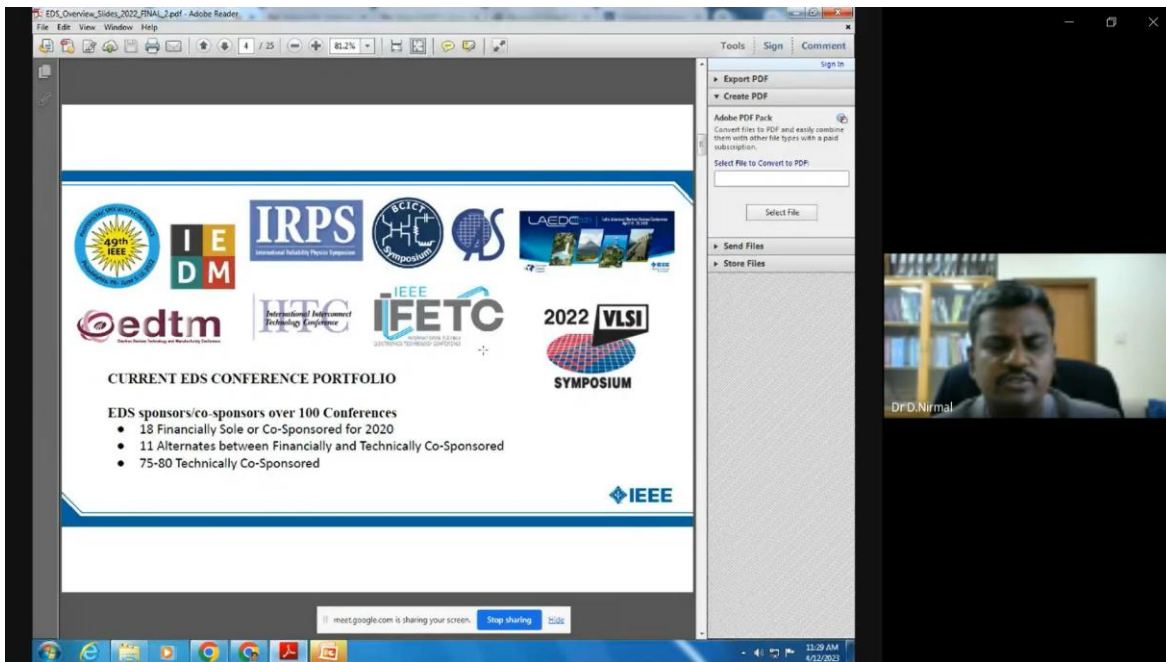 EDS_Overview_Slides_2022_FINAL_2.pdf - Adobe Reader
File Edit View Window Help
4 / 25 81.2% Tools Sign Comment
Sign In
Export PDF
Create PDF
Adobe PDF Pack
Convert files to PDF and easily combine
them with other file types with a paid
subscription.
Select File to Convert to PDF:
Select File
Send Files
Store Files
49th
IEEE
I E
D M
IRPS
International Reliability Physics Symposium
BCICT
Symposium
LAEDC
edtm
IITC
International Interconnect
Technology Conference
IEEE
IFETC
2022 VLSI
SYMPOSIUM
CURRENT EDS CONFERENCE PORTFOLIO
EDS sponsors/co-sponsors over 100 Conferences
• 18 Financially Sole or Co-Sponsored for 2020
• 11 Alternates between Financially and Technically Co-Sponsored
• 75-80 Technically Co-Sponsored
IEEE
Dr D.Nirmal
meet.google.com is sharing your screen. Stop sharing Hide
11:29 AM
4/12/2023